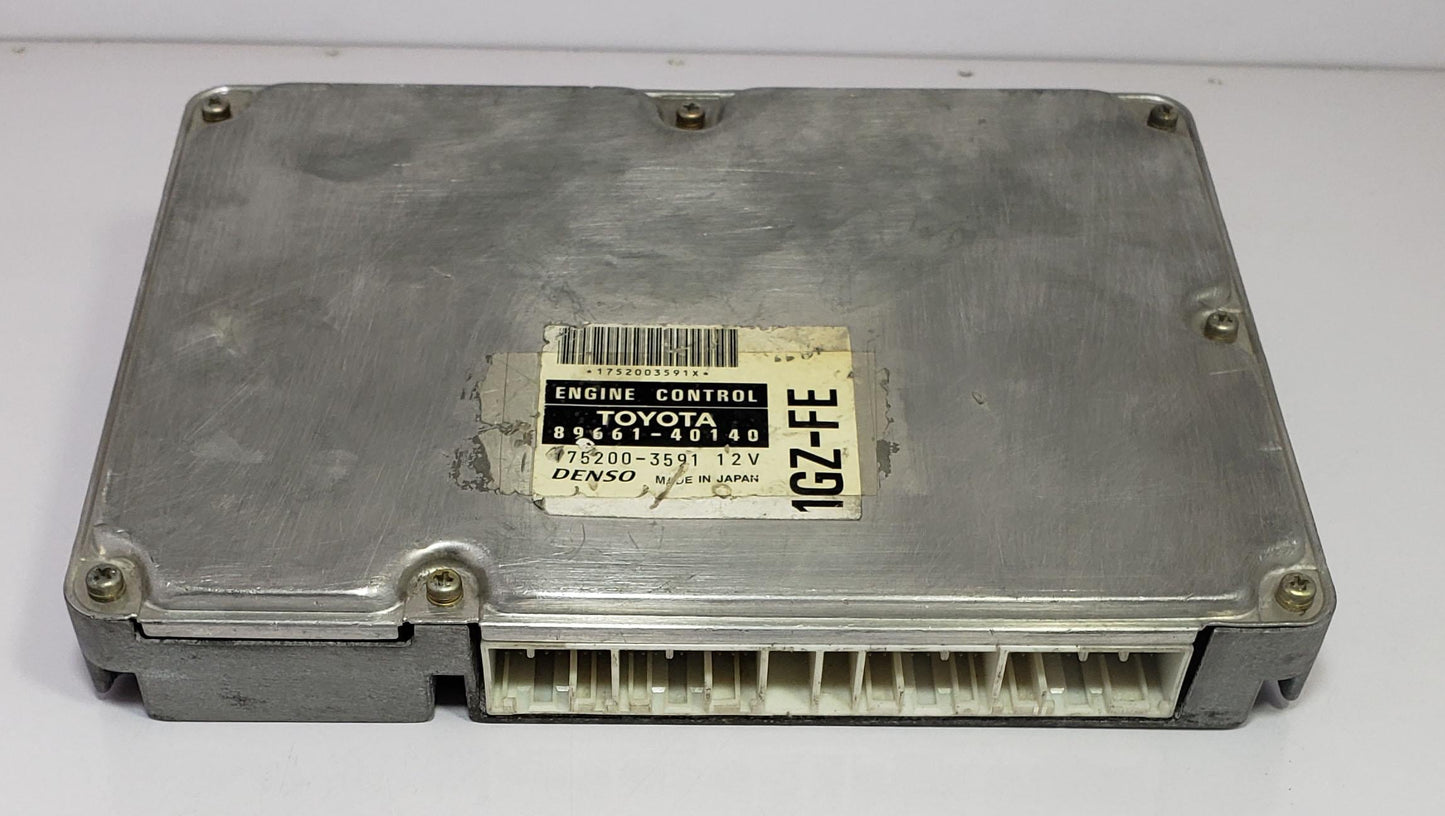 *1752003591X*
ENGINE CONTROL
TOYOTA
89661-40140
175200-3591 12V
DENSO MADE IN JAPAN
1GZ-FE